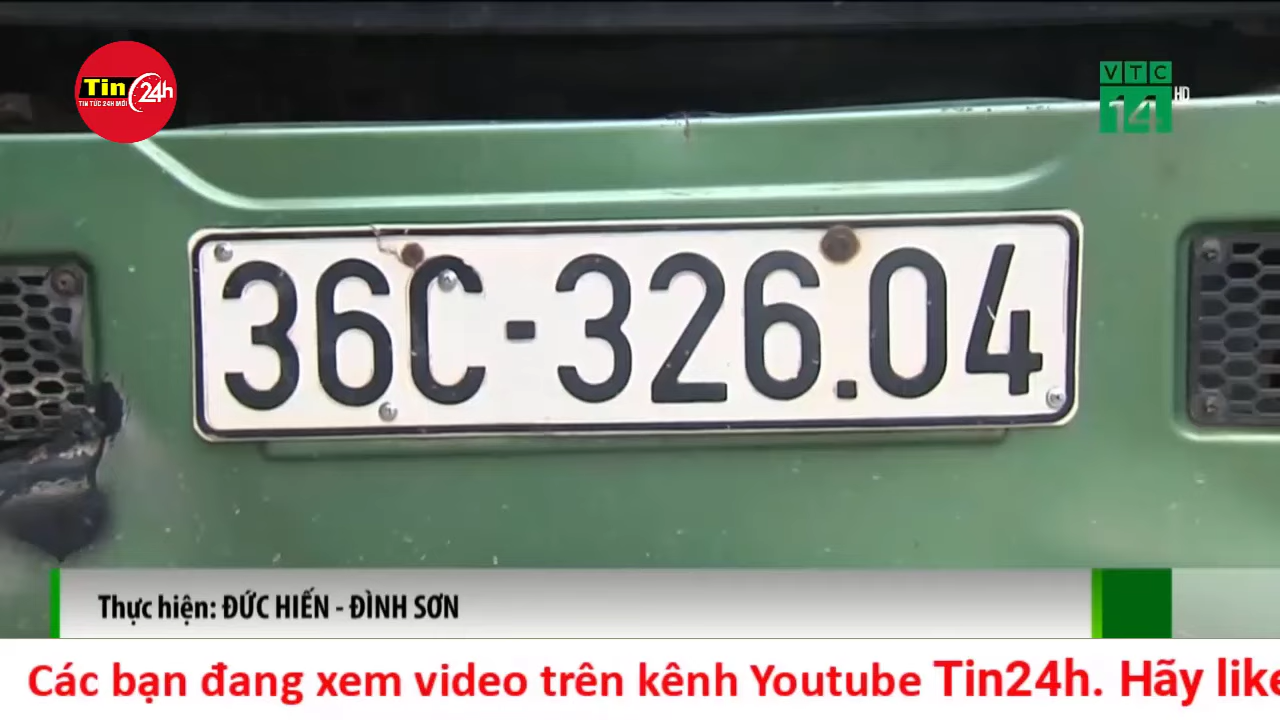 Tin 24h
TIN TỨC 24H MỚI
VTC
14 HD
36C-326.04
Thực hiện: ĐỨC HIẾN - ĐÌNH SƠN
Các bạn đang xem video trên kênh Youtube Tin24h. Hãy like